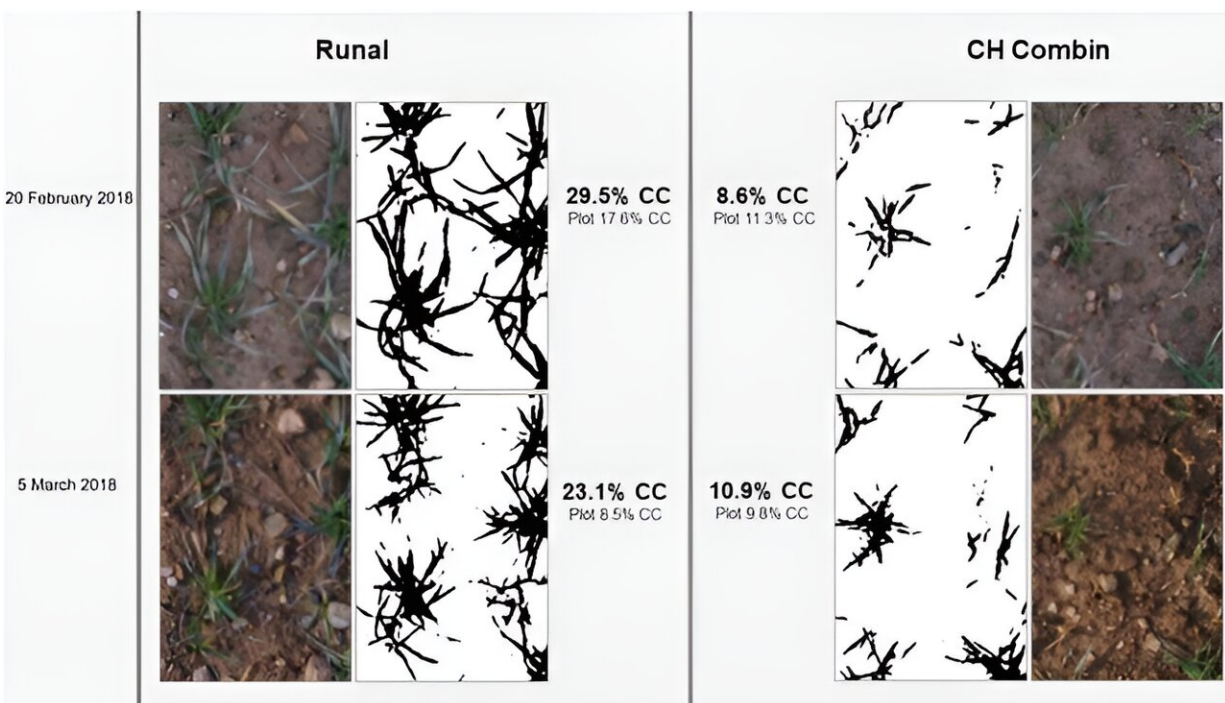 Runal
CH Combin
20 February 2018
29.5% CC
Plot 17.6% CC
8.6% CC
Plot 11.3% CC
5 March 2018
23.1% CC
Plot 8.5% CC
10.9% CC
Plot 9.8% CC